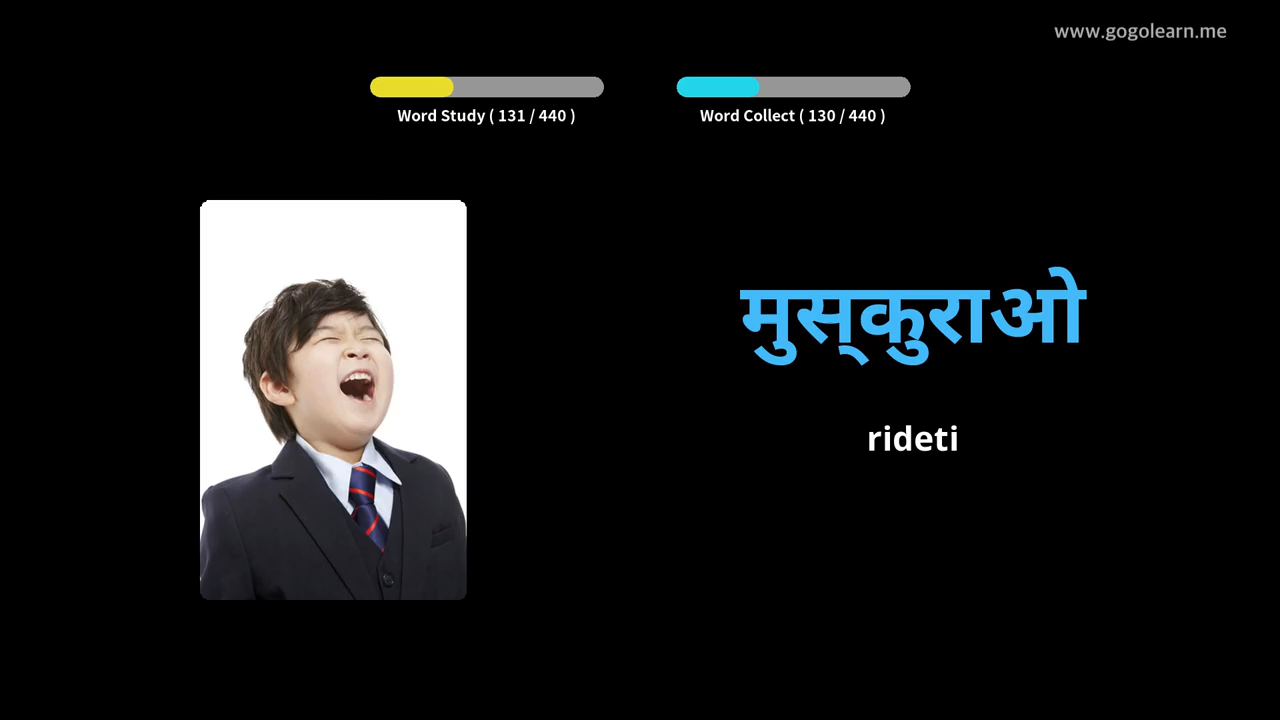 www.gogolearn.me
Word Study ( 131 / 440 )
Word Collect ( 130 / 440 )
मुस्कुराओ
rideti